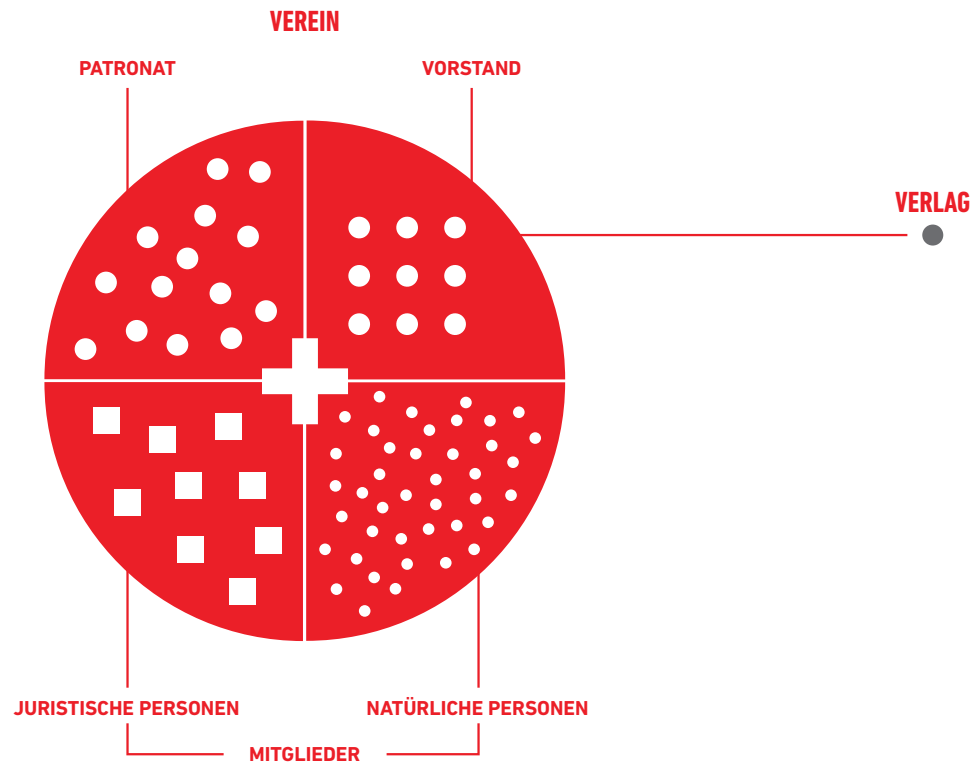 VEREIN
PATRONAT
VORSTAND
VERLAG
JURISTISCHE PERSONEN
NATÜRLICHE PERSONEN
MITGLIEDER